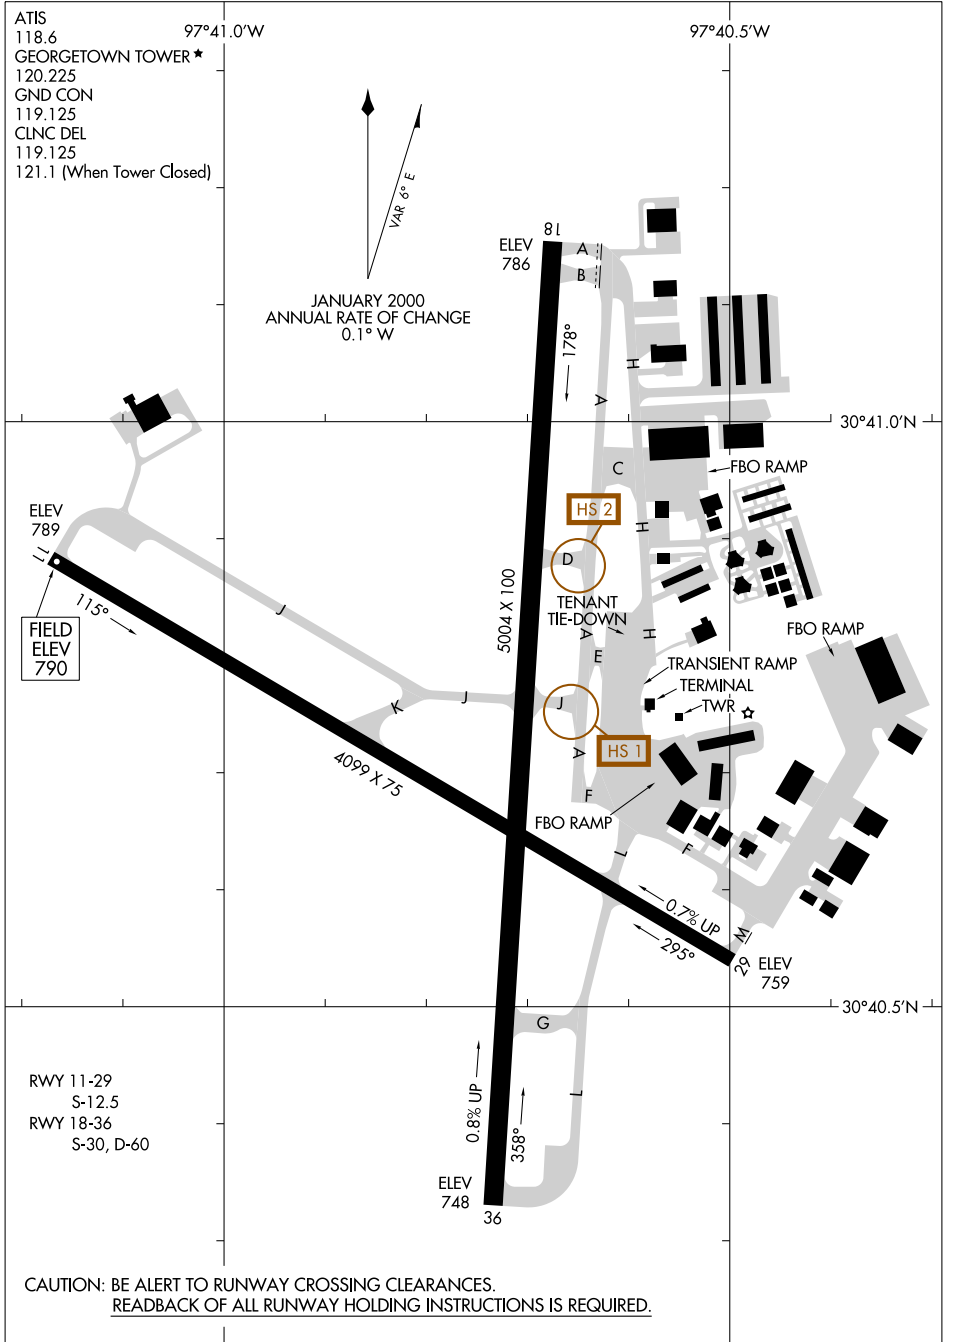 ATIS
118.6
GEORGETOWN TOWER★
120.225
GND CON
119.125
CLNC DEL
119.125
121.1 (When Tower Closed)
97°41.0'W
97°40.5'W
VAR 6° E
JANUARY 2000
ANNUAL RATE OF CHANGE
0.1° W
ELEV
786
18
A
B
178°
H
A
30°41.0'N
C
FBO RAMP
HS 2
H
ELEV
789
11
D
115°
5004 X 100
TENANT
TIE-DOWN
J
FIELD
ELEV
790
A
H
E
FBO RAMP
TRANSIENT RAMP
TERMINAL
TWR
K
J
J
HS 1
A
4099 X 75
F
FBO RAMP
L
F
0.7% UP
295°
M
29
ELEV
759
30°40.5'N
G
RWY 11-29
S-12.5
RWY 18-36
S-30, D-60
0.8% UP
358°
L
ELEV
748
36
CAUTION: BE ALERT TO RUNWAY CROSSING CLEARANCES.
READBACK OF ALL RUNWAY HOLDING INSTRUCTIONS IS REQUIRED.